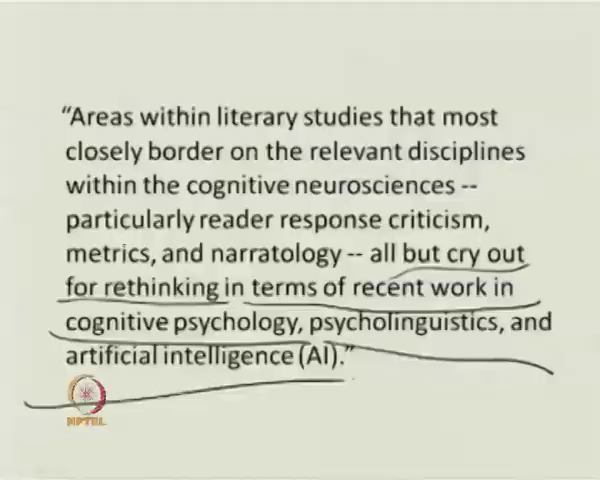 “Areas within literary studies that most
closely border on the relevant disciplines
within the cognitive neurosciences --
particularly reader response criticism,
metrics, and narratology -- all but cry out
for rethinking in terms of recent work in
cognitive psychology, psycholinguistics, and
artificial intelligence (AI).”
NPTEL